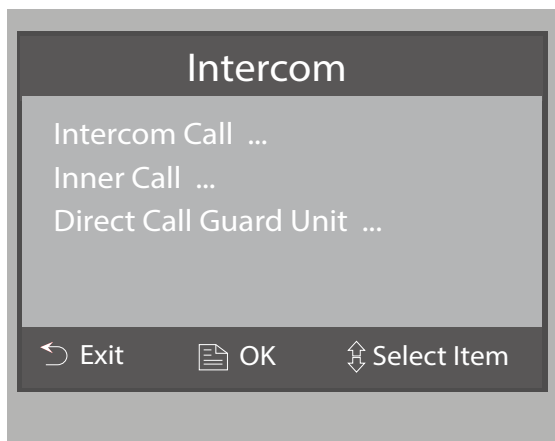 Intercom
Intercom Call ...
Inner Call ...
Direct Call Guard Unit ...
Exit OK Select Item